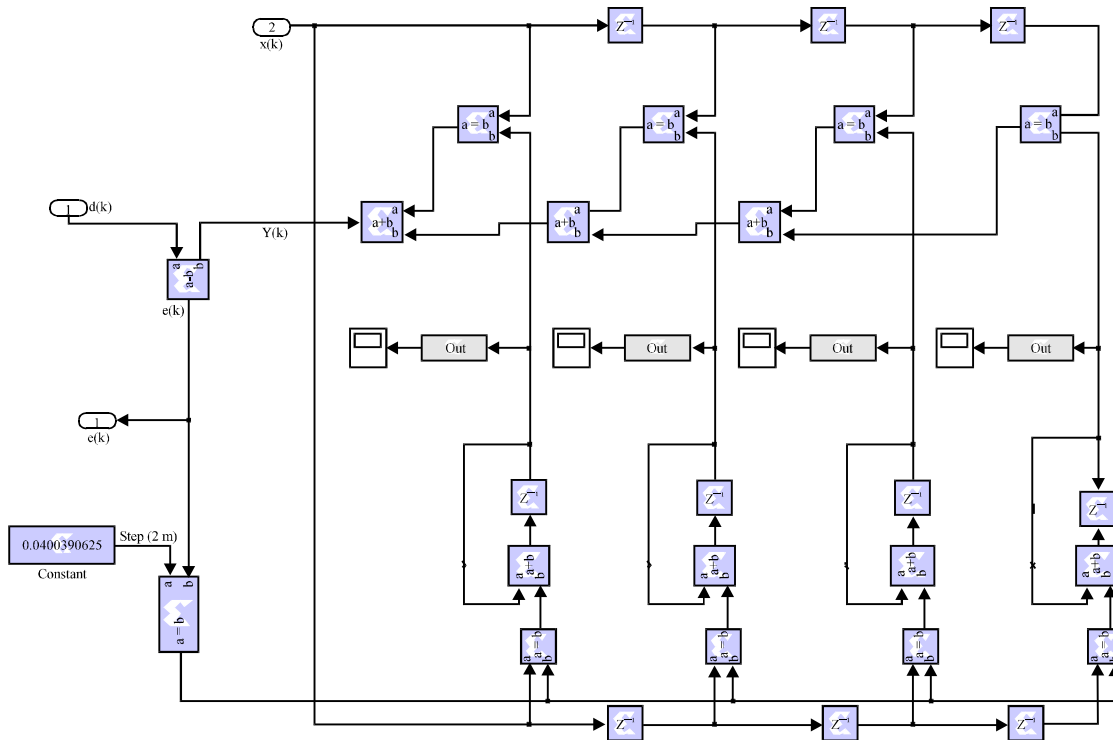 2
x(k)
Z⁻¹
Z⁻¹
Z⁻¹
a
a = b
b
a
a = b
b
a
a = b
b
a
a = b
b
1
d(k)
Y(k)
a
a+b
b
a
a+b
b
a
a+b
b
a
b
a-b
e(k)
Out
Out
Out
Out
1
e(k)
Z⁻¹
Z⁻¹
Z⁻¹
Z⁻¹
0.0400390625
Step (2 m)
Constant
a
b
a = b
a+b
a
b
a+b
a
b
a+b
a
b
a+b
a
b
a = b
a
b
a = b
a
b
a = b
a
b
a = b
a
b
Z⁻¹
Z⁻¹
Z⁻¹